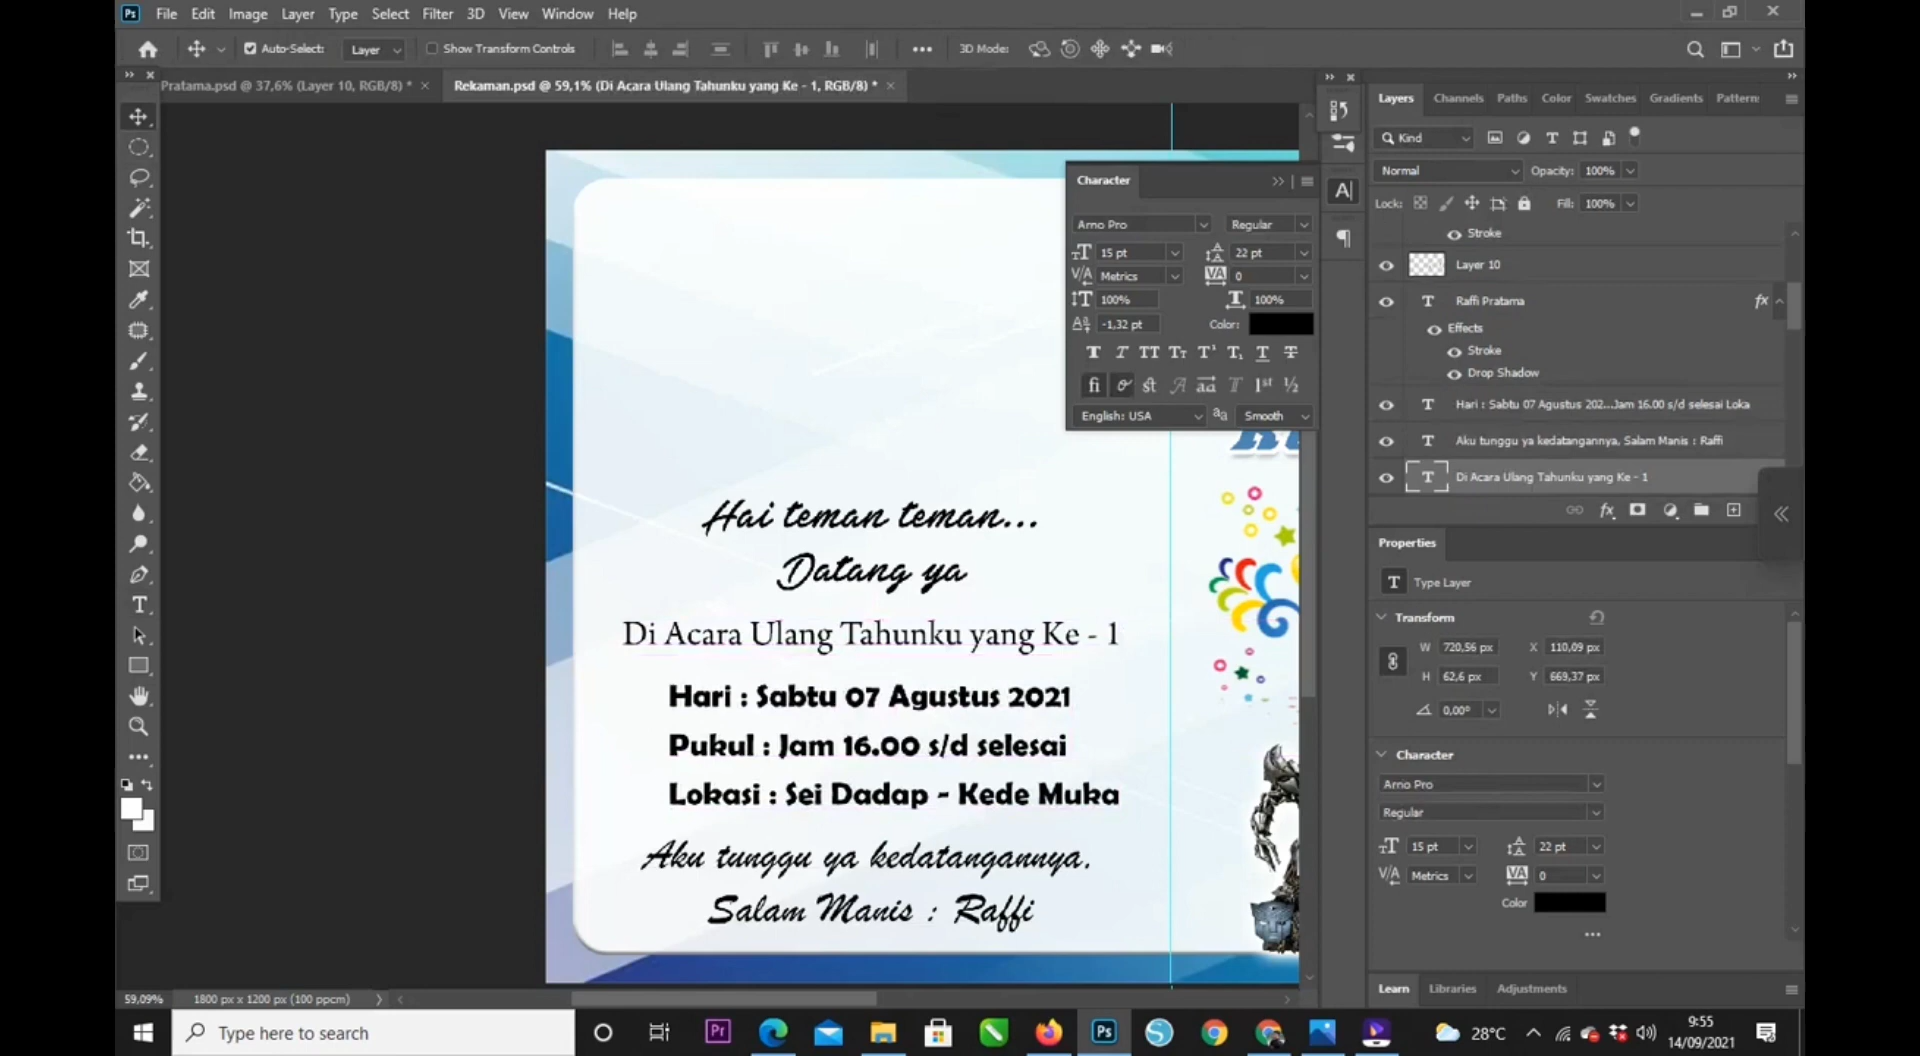 Ps File Edit Image Layer Type Select Filter 3D View Window Help
Auto-Select: Layer Show Transform Controls 3D Mode:
Pratama.psd @ 37,6% (Layer 10, RGB/8) *
Rekaman.psd @ 59,1% (Di Acara Ulang Tahunku yang Ke - 1, RGB/8) *
Hai teman teman...
Datang ya
Di Acara Ulang Tahunku yang Ke - 1
Hari : Sabtu 07 Agustus 2021
Pukul : Jam 16.00 s/d selesai
Lokasi : Sei Dadap - Kede Muka
Aku tunggu ya kedatangannya,
Salam Manis : Raffi
Character
Arno Pro Regular
15 pt 22 pt
Metrics 0
100% 100%
-1,32 pt Color:
English: USA Smooth
Layers Channels Paths Color Swatches Gradients Pattern
Kind
Normal Opacity: 100%
Lock: Fill: 100%
Stroke
Layer 10
Raffi Pratama fx
Effects
Stroke
Drop Shadow
Hari : Sabtu 07 Agustus 202...Jam 16.00 s/d selesai Loka
Aku tunggu ya kedatangannya, Salam Manis : Raffi
Di Acara Ulang Tahunku yang Ke - 1
Properties
Type Layer
Transform
W 720,56 px X 110,09 px
H 62,6 px Y 669,37 px
0,00°
Character
Arno Pro
Regular
15 pt 22 pt
Metrics 0
Color
Learn Libraries Adjustments
59,09% 1800 px x 1200 px (100 ppcm)
Type here to search
Pr Ps
28°C
9:55
14/09/2021